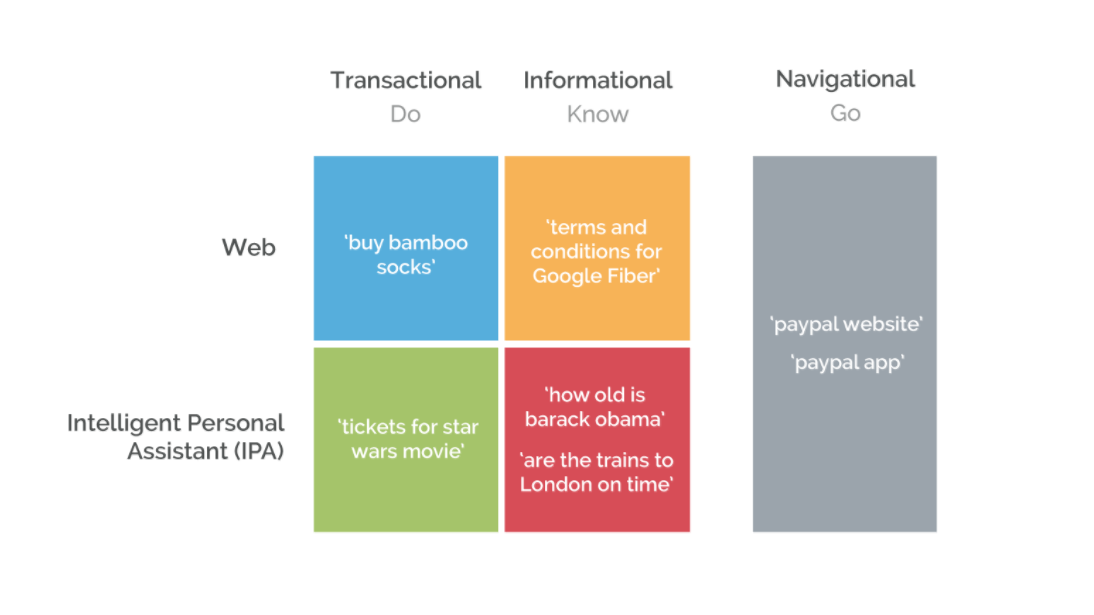 Transactional
Do
Informational
Know
Navigational
Go
Web
‘buy bamboo
socks’
‘terms and
conditions for
Google Fiber’
Intelligent Personal
Assistant (IPA)
‘tickets for star
wars movie’
‘how old is
barack obama’
‘are the trains to
London on time’
‘paypal website’
‘paypal app’